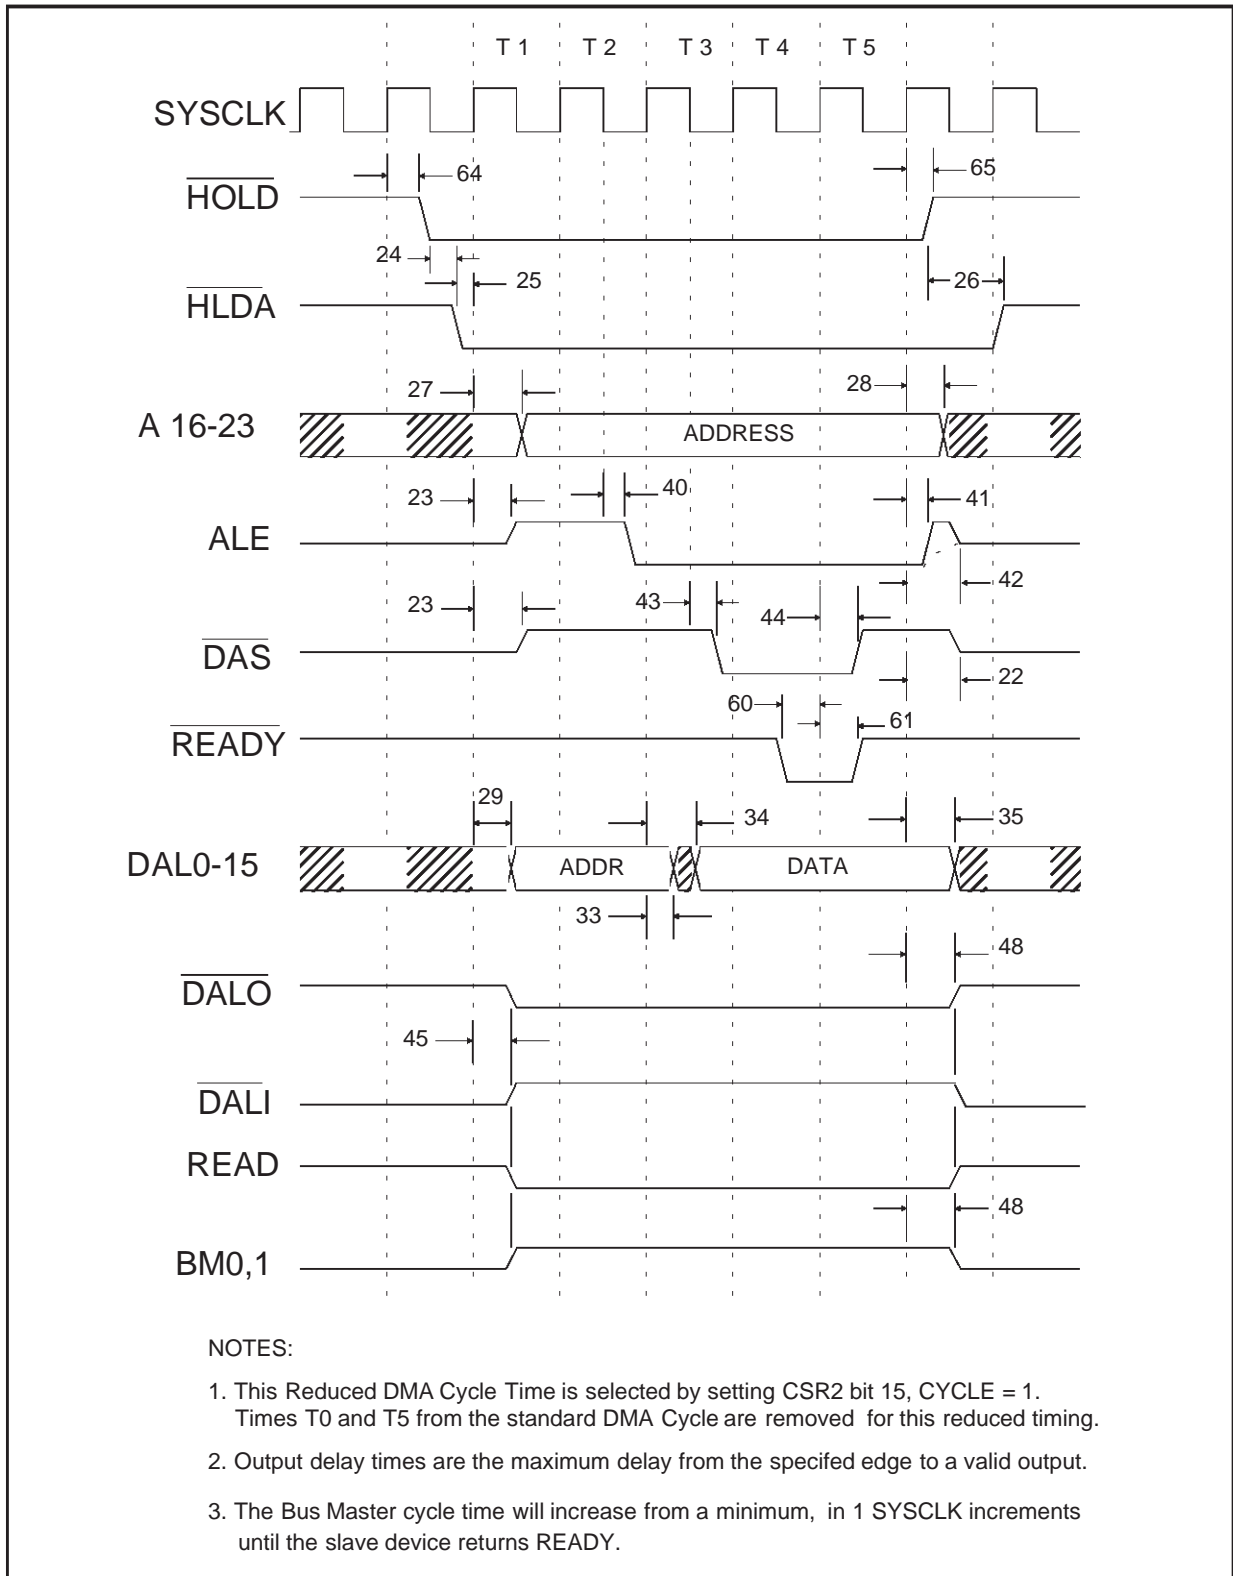 T 1 T 2 T 3 T 4 T 5
SYSCLK
64 65
HOLD
24
25 26
HLDA
27 28
A 16-23 ADDRESS
23 40 41
ALE
42
23 43 44
DAS
22
60
61
READY
29
34 35
DAL0-15 ADDR DATA
33
48
DALO
45
DALI
READ
48
BM0,1
NOTES:
1. This Reduced DMA Cycle Time is selected by setting CSR2 bit 15, CYCLE = 1.
Times T0 and T5 from the standard DMA Cycle are removed for this reduced timing.
2. Output delay times are the maximum delay from the specifed edge to a valid output.
3. The Bus Master cycle time will increase from a minimum, in 1 SYSCLK increments
until the slave device returns READY.